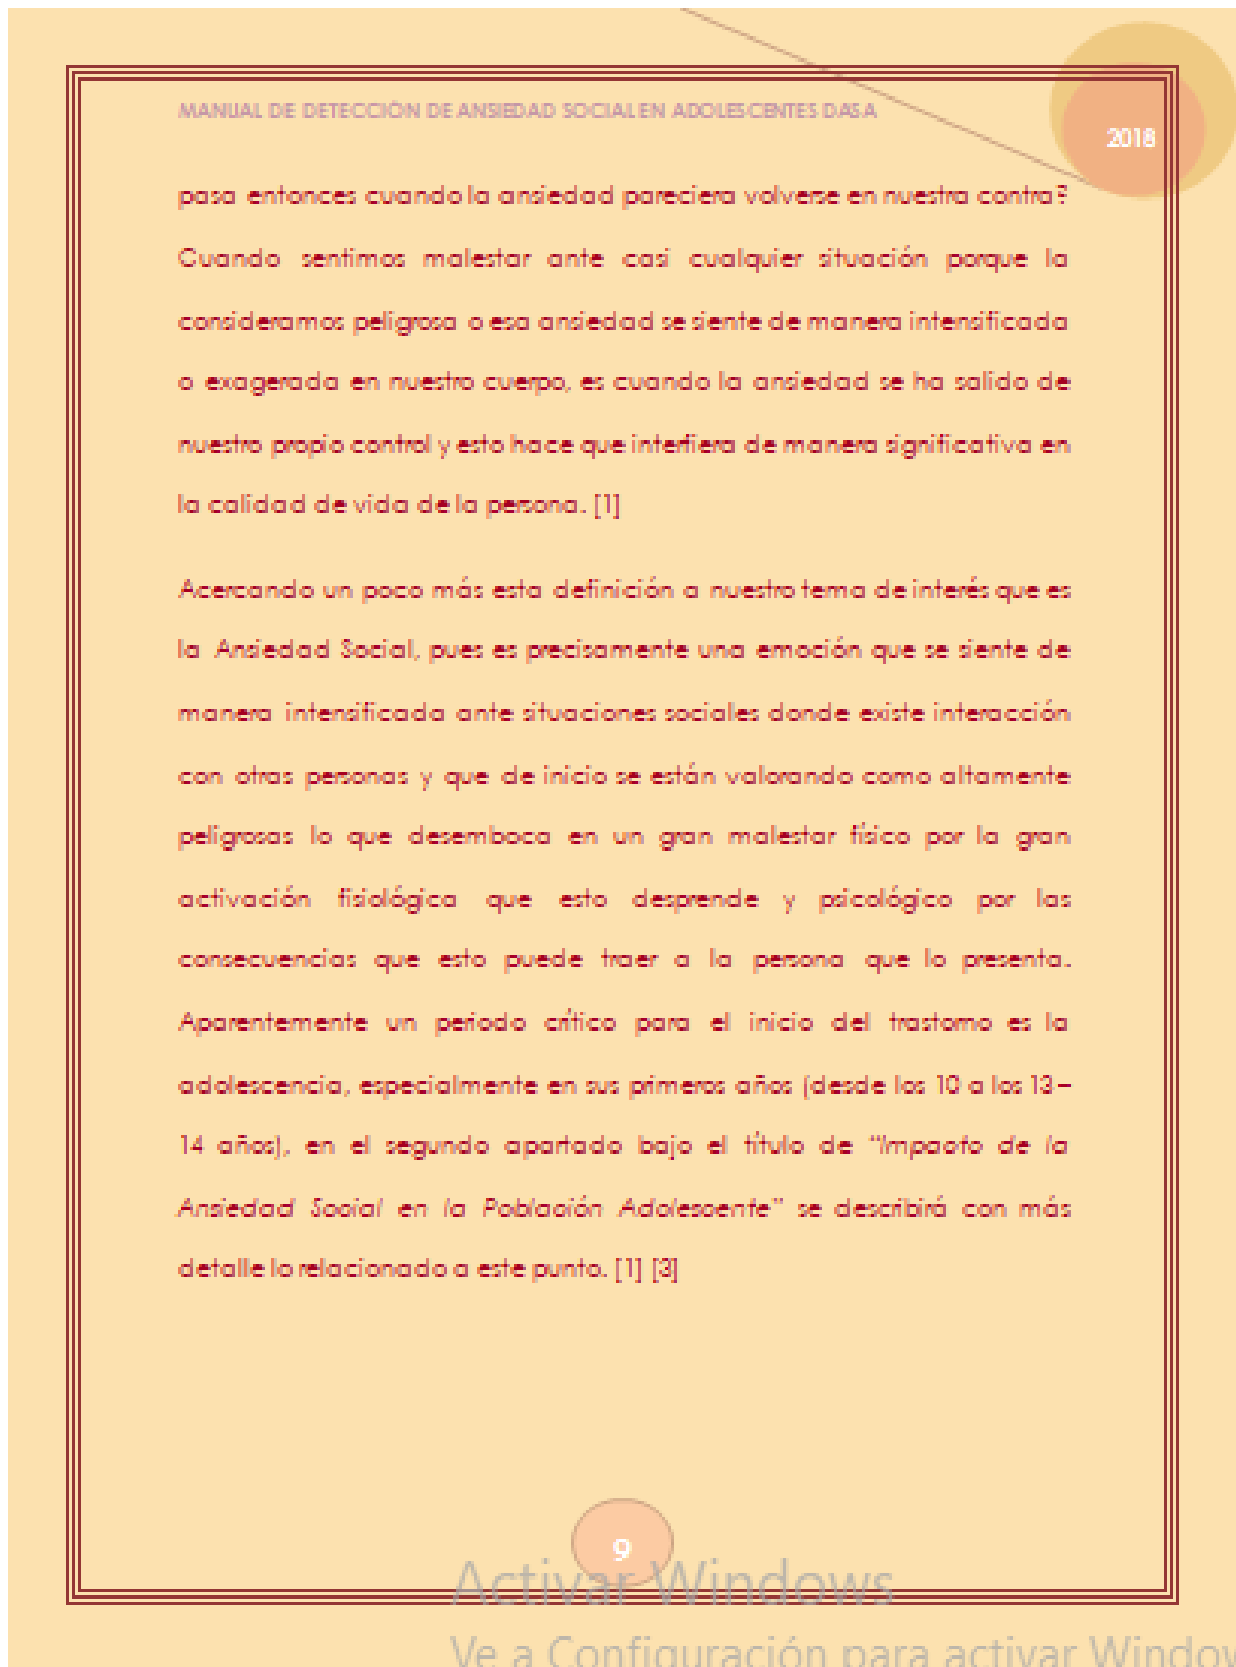 MANUAL DE DETECCIÓN DE ANSIEDAD SOCIAL EN ADOLESCENTES DASA
2018
pasa entonces cuando la ansiedad pareciera volverse en nuestra contra?
Cuando sentimos malestar ante casi cualquier situación porque la
consideramos peligrosa o esa ansiedad se siente de manera intensificada
o exagerada en nuestro cuerpo, es cuando la ansiedad se ha salido de
nuestro propio control y esto hace que interfiera de manera significativa en
la calidad de vida de la persona. [1]
Acercando un poco más esta definición a nuestro tema de interés que es
la Ansiedad Social, pues es precisamente una emoción que se siente de
manera intensificada ante situaciones sociales donde existe interacción
con otras personas y que de inicio se están valorando como altamente
peligrosas lo que desemboca en un gran malestar físico por la gran
activación fisiológica que esto desprende y psicológico por las
consecuencias que esto puede traer a la persona que lo presenta.
Aparentemente un periodo crítico para el inicio del trastorno es la
adolescencia, especialmente en sus primeros años (desde los 10 a los 13–
14 años), en el segundo apartado bajo el título de “Impacto de la
Ansiedad Social en la Población Adolescente” se describirá con más
detalle lo relacionado a este punto. [1] [3]
9
Activar Windows
Ve a Configuración para activar Window